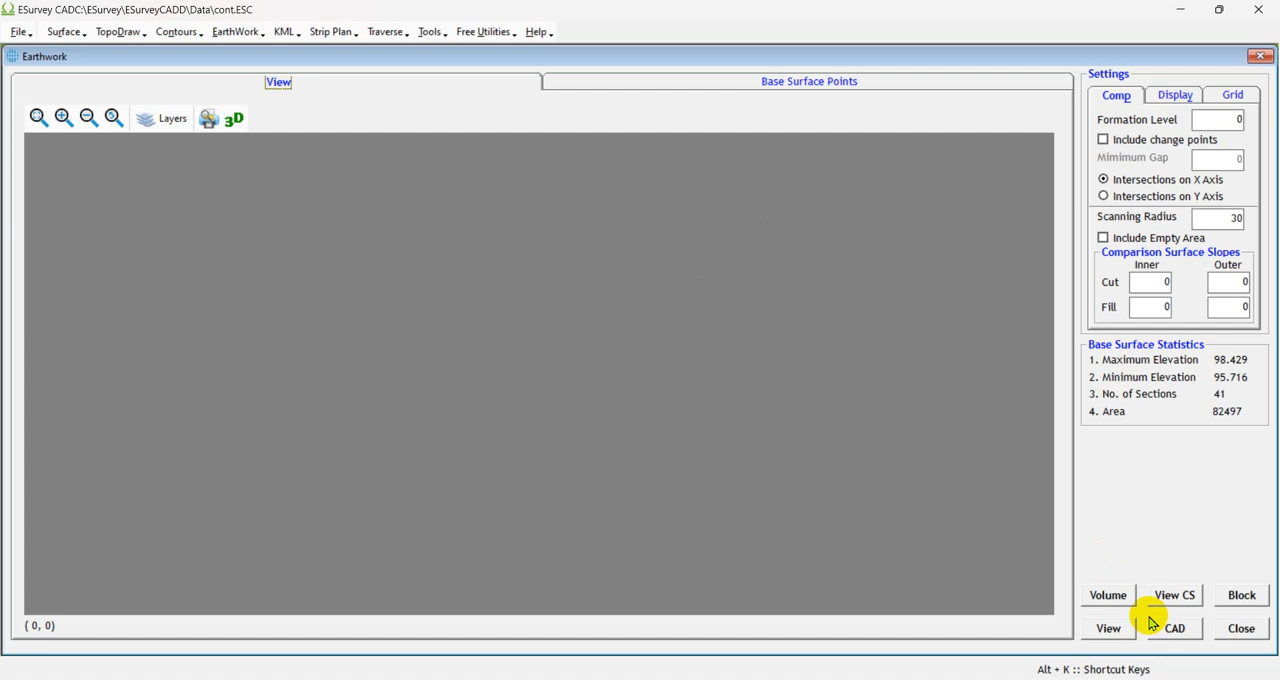 ESurvey CADC:\ESurvey\ESurveyCADD\Data\cont.ESC
File Surface TopoDraw Contours EarthWork KML Strip Plan Traverse Tools Free Utilities Help
Earthwork
View Base Surface Points
Layers 3D
(0, 0)
Settings
Comp Display Grid
Formation Level 0
Include change points
Mimimum Gap 0
Intersections on X Axis
Intersections on Y Axis
Scanning Radius 30
Include Empty Area
Comparison Surface Slopes
Inner Outer
Cut 0 0
Fill 0 0
Base Surface Statistics
1. Maximum Elevation 98.429
2. Minimum Elevation 95.716
3. No. of Sections 41
4. Area 82497
Volume View CS Block
View CAD Close
Alt + K :: Shortcut Keys